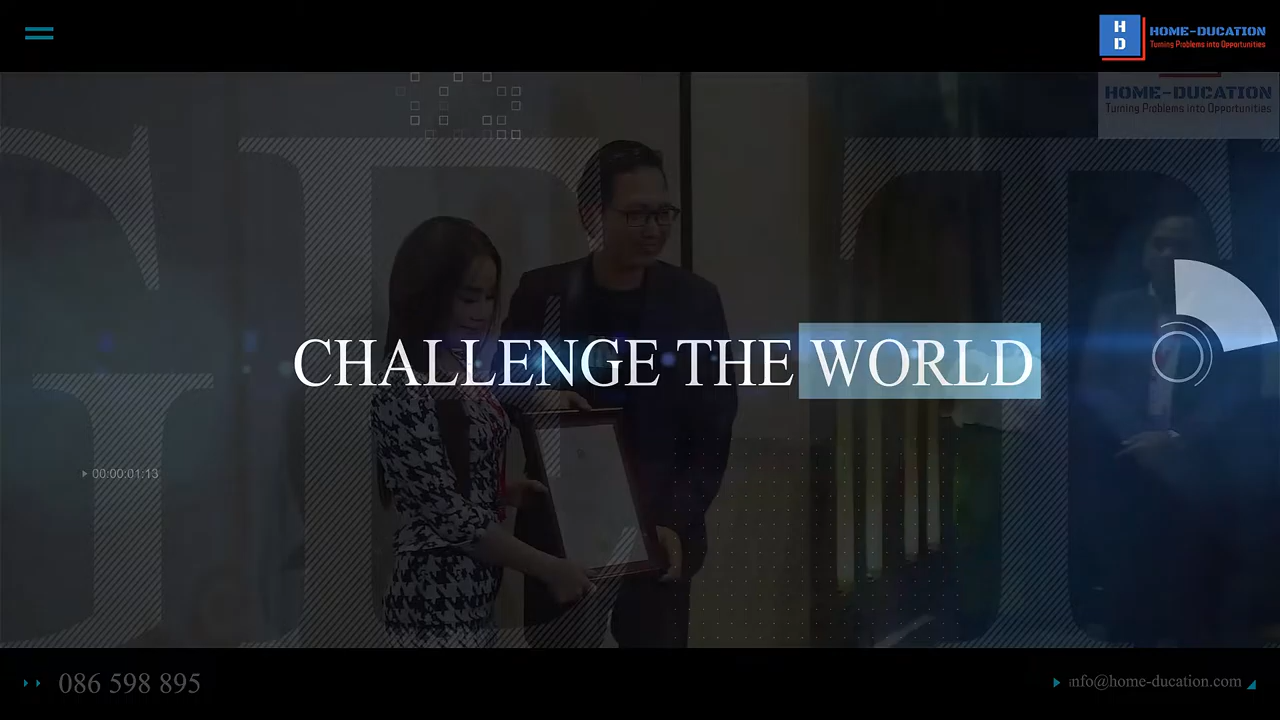 H
D
HOME-DUCATION
Turning Problems into Opportunities
HOME-DUCATION
Turning Problems into Opportunities
CHALLENGE THE WORLD
00:00:01:13
086 598 895
nfo@home-ducation.com